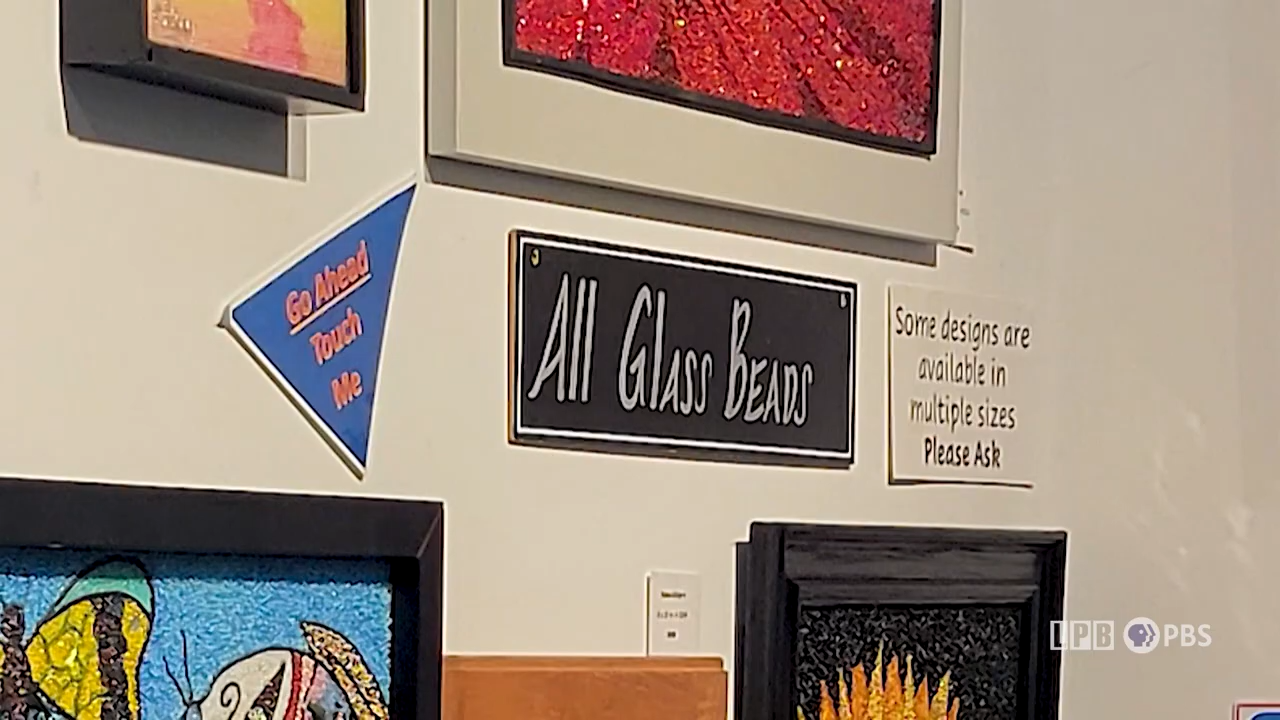 Go Ahead
Touch
Me
All Glass Beads
Some designs are
available in
multiple sizes
Please Ask
LPB PBS